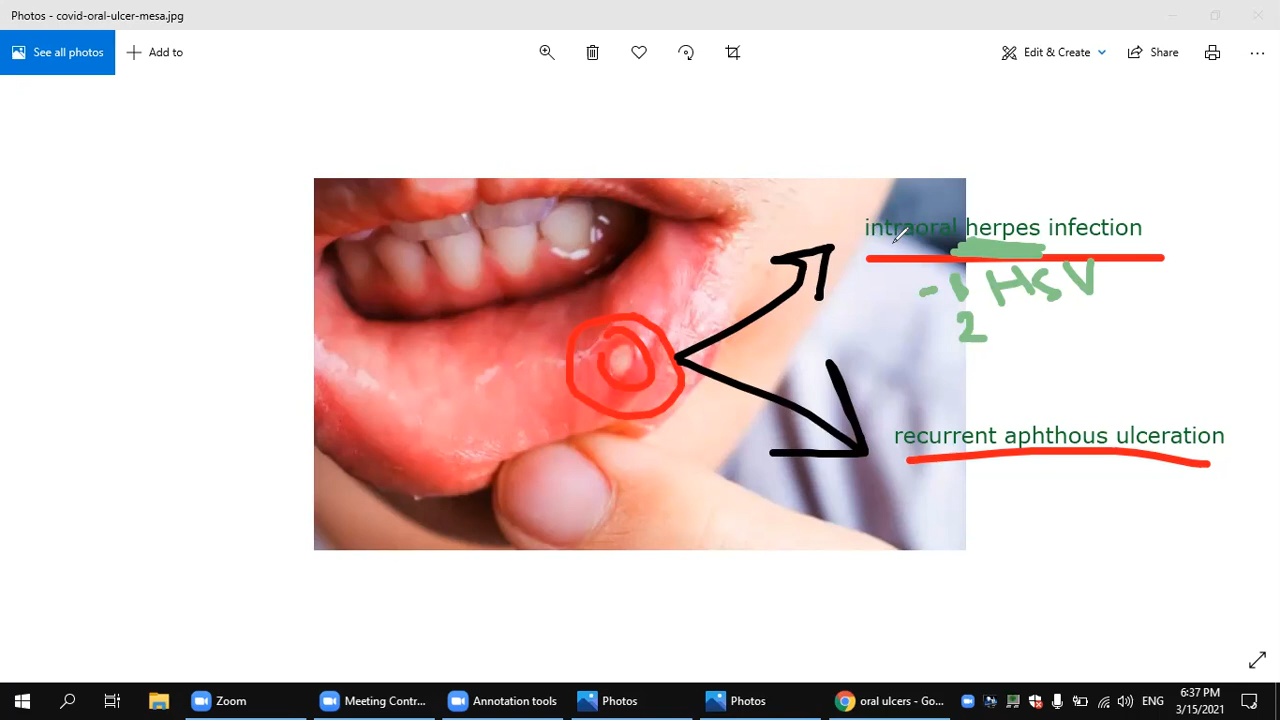 Photos - covid-oral-ulcer-mesa.jpg
See all photos
Add to
Edit & Create
Share
intraoral herpes infection
- 1 HSV
2
recurrent aphthous ulceration
Zoom
Meeting Contr...
Annotation tools
Photos
Photos
oral ulcers - Go...
ENG
6:37 PM
3/15/2021